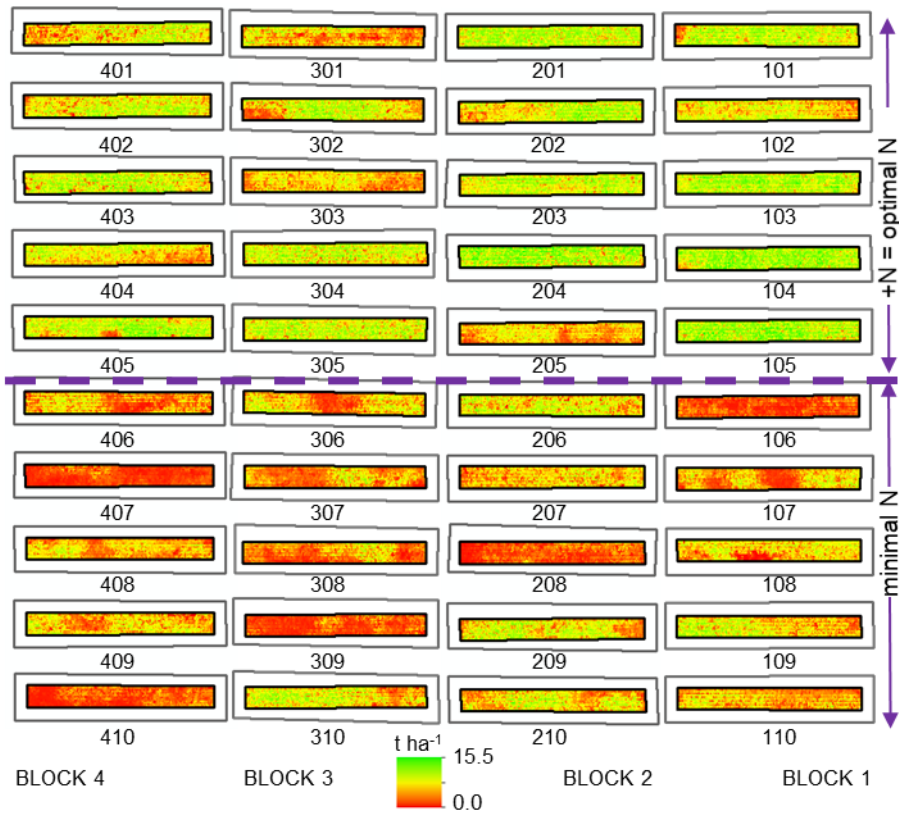 401 301 201 101
402 302 202 102
403 303 203 103
404 304 204 104
405 305 205 105
+N = optimal N
406 306 206 106
407 307 207 107
408 308 208 108
409 309 209 109
410 310 210 110
minimal N
t ha⁻¹
15.5
0.0
BLOCK 4 BLOCK 3 BLOCK 2 BLOCK 1